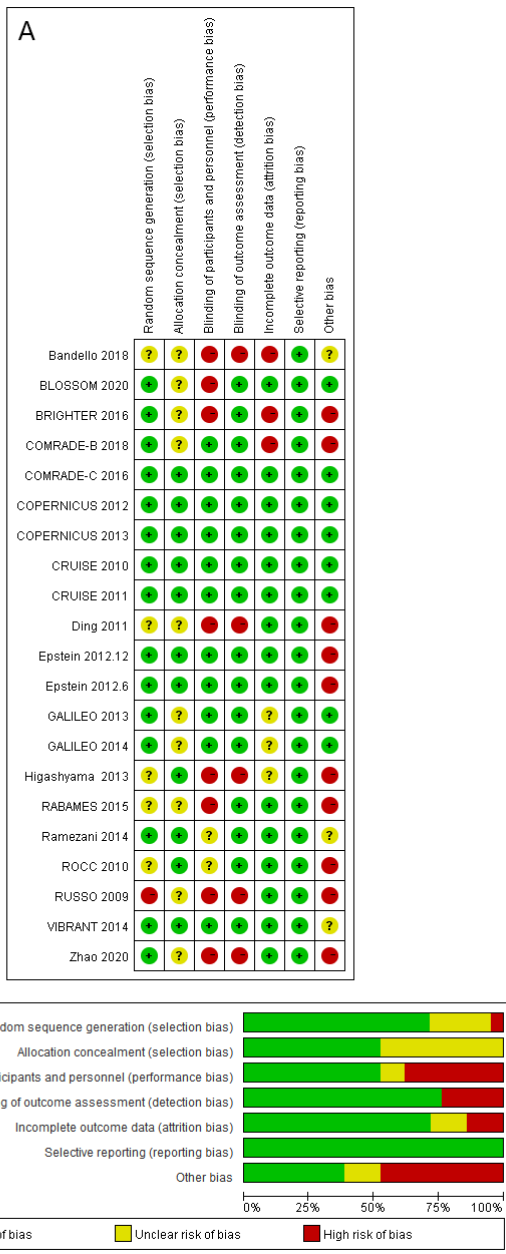 A
Random sequence generation (selection bias)
Allocation concealment (selection bias)
Blinding of participants and personnel (performance bias)
Blinding of outcome assessment (detection bias)
Incomplete outcome data (attrition bias)
Selective reporting (reporting bias)
Other bias
Bandello 2018 ? ? - - - + ?
BLOSSOM 2020 + ? - + + + +
BRIGHTER 2016 + ? - + - + -
COMRADE-B 2018 + ? + + - + -
COMRADE-C 2016 + + + + + + +
COPERNICUS 2012 + + + + + + +
COPERNICUS 2013 + + + + + + +
CRUISE 2010 + + + + + + +
CRUISE 2011 + + + + + + +
Ding 2011 ? ? - - + + -
Epstein 2012.12 + + + + + + -
Epstein 2012.6 + + + + + + -
GALILEO 2013 + ? + + ? + +
GALILEO 2014 + ? + + ? + +
Higashyama 2013 ? + - - ? + -
RABAMES 2015 ? ? - + + + -
Ramezani 2014 + + ? + + + ?
ROCC 2010 ? + ? + + + -
RUSSO 2009 - ? - - + + -
VIBRANT 2014 + + + + + + ?
Zhao 2020 + ? - - + + -
dom sequence generation (selection bias)
Allocation concealment (selection bias)
icipants and personnel (performance bias)
g of outcome assessment (detection bias)
Incomplete outcome data (attrition bias)
Selective reporting (reporting bias)
Other bias
0% 25% 50% 75% 100%
of bias Unclear risk of bias High risk of bias